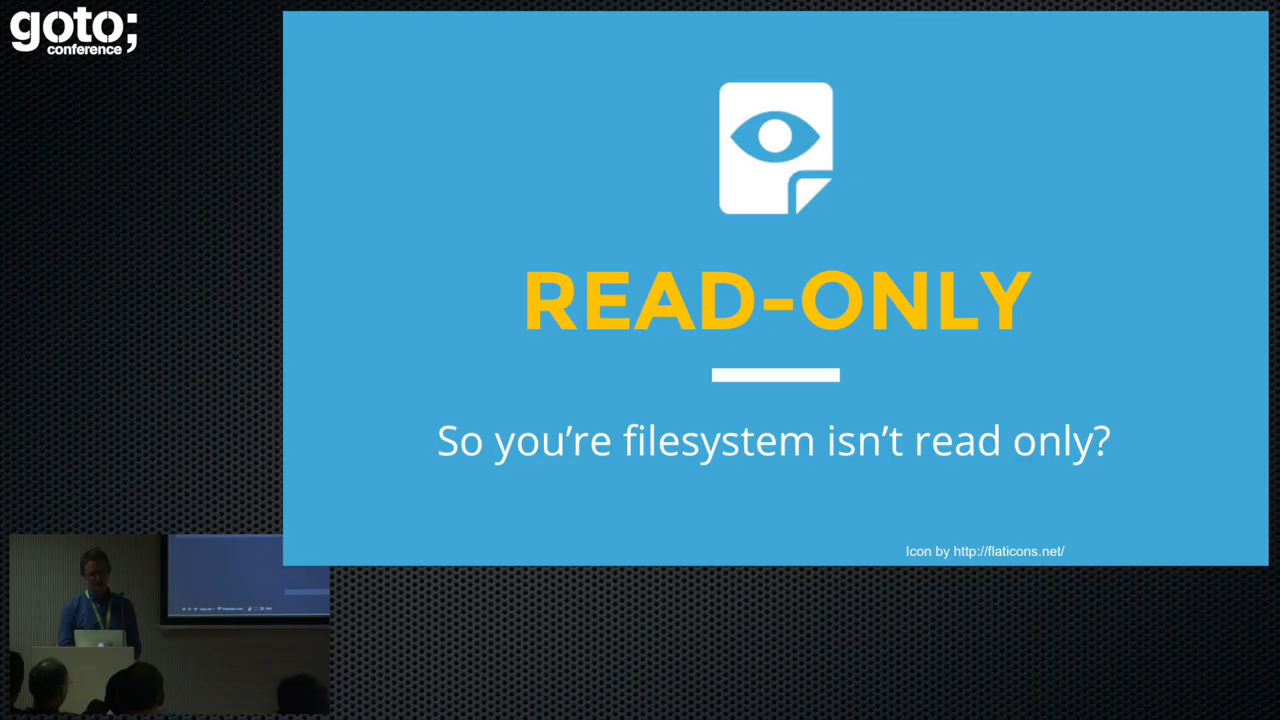 goto;
conference
READ-ONLY
So you're filesystem isn't read only?
Icon by http://flaticons.net/